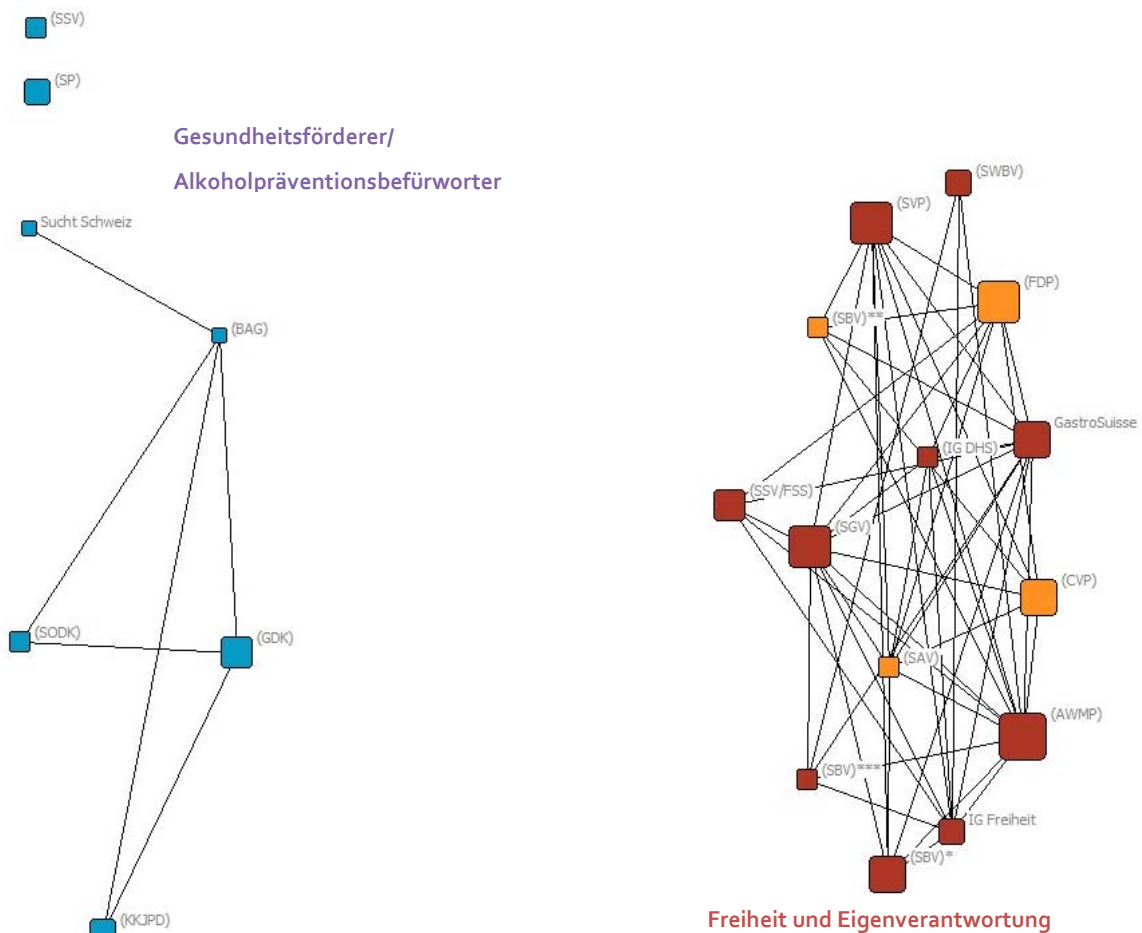 (SSV)
(SP)
Gesundheitsförderer/
Alkoholpräventionsbefürworter
Sucht Schweiz
(BAG)
(SODK)
(GDK)
(KKJPD)
(SWBV)
(SVP)
(FDP)
(SBV)**
GastroSuisse
(IG DHS)
(SSV/FSS)
(SGV)
(CVP)
(SAV)
(AWMP)
(SBV)***
IG Freiheit
(SBV)*
Freiheit und Eigenverantwortung